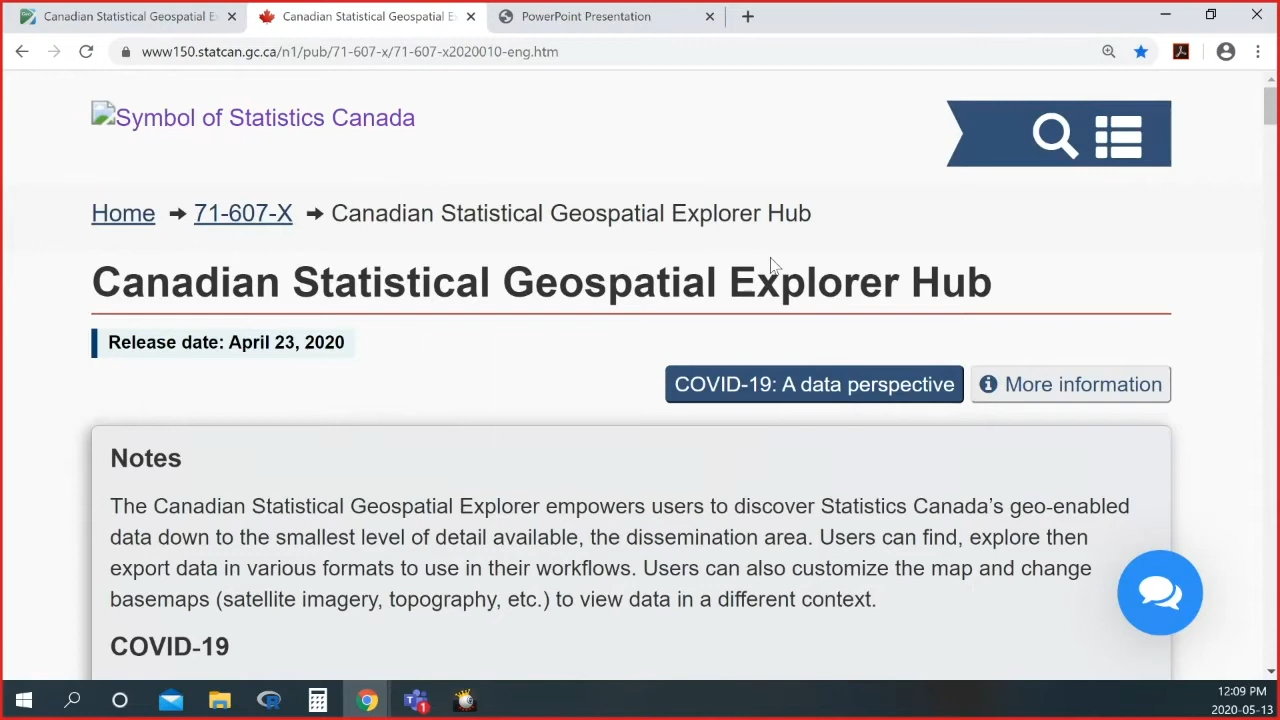 Canadian Statistical Geospatial E
Canadian Statistical Geospatial E
PowerPoint Presentation
www150.statcan.gc.ca/n1/pub/71-607-x/71-607-x2020010-eng.htm
Symbol of Statistics Canada
Home → 71-607-X → Canadian Statistical Geospatial Explorer Hub
Canadian Statistical Geospatial Explorer Hub
Release date: April 23, 2020
COVID-19: A data perspective
More information
Notes
The Canadian Statistical Geospatial Explorer empowers users to discover Statistics Canada’s geo-enabled
data down to the smallest level of detail available, the dissemination area. Users can find, explore then
export data in various formats to use in their workflows. Users can also customize the map and change
basemaps (satellite imagery, topography, etc.) to view data in a different context.
COVID-19
12:09 PM
2020-05-13